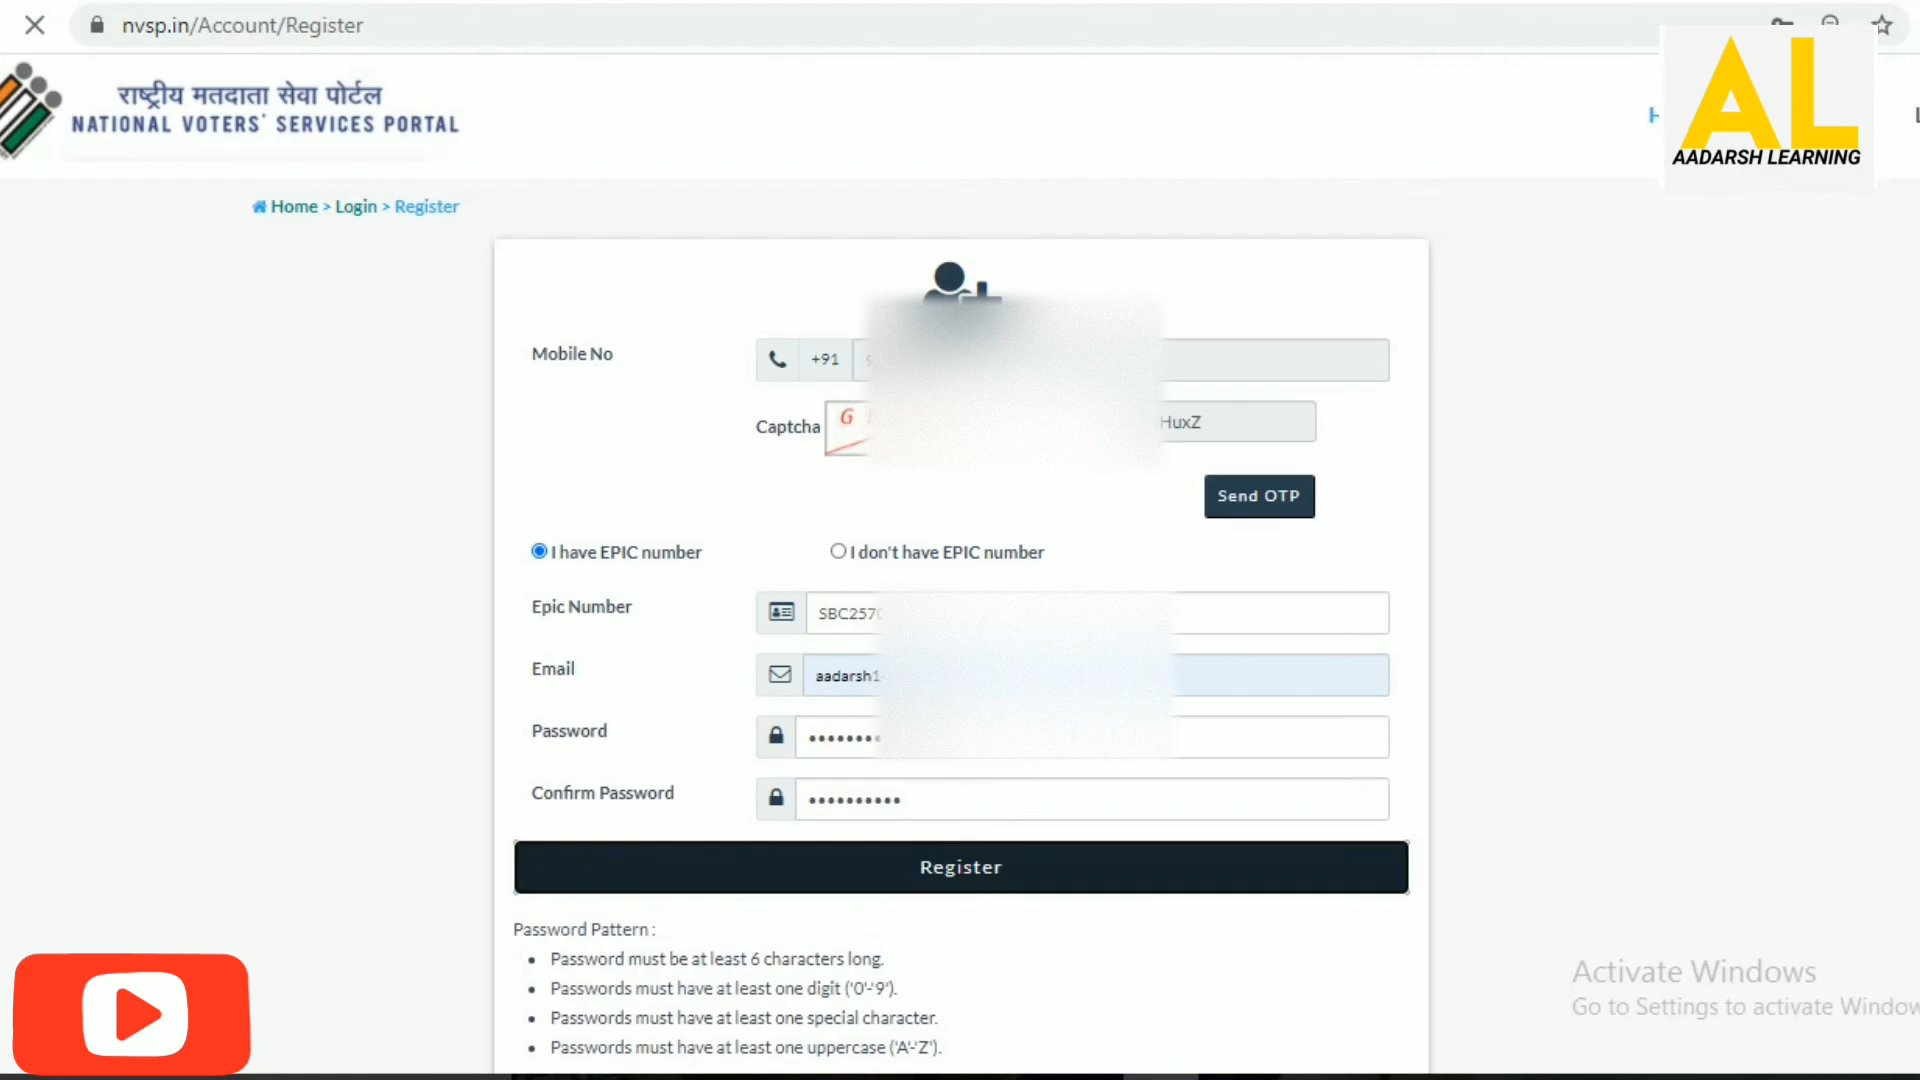 nvsp.in/Account/Register
AL
AADARSH LEARNING
राष्ट्रीय मतदाता सेवा पोर्टल
NATIONAL VOTERS' SERVICES PORTAL
Home > Login > Register
Mobile No
+91
Captcha G
HuxZ
Send OTP
I have EPIC number
I don't have EPIC number
Epic Number
SBC257
Email
aadarsh1
Password
Confirm Password
Register
Password Pattern :
Password must be at least 6 characters long.
Passwords must have at least one digit ('0'-'9').
Passwords must have at least one special character.
Passwords must have at least one uppercase ('A'-'Z').
Activate Windows
Go to Settings to activate Window